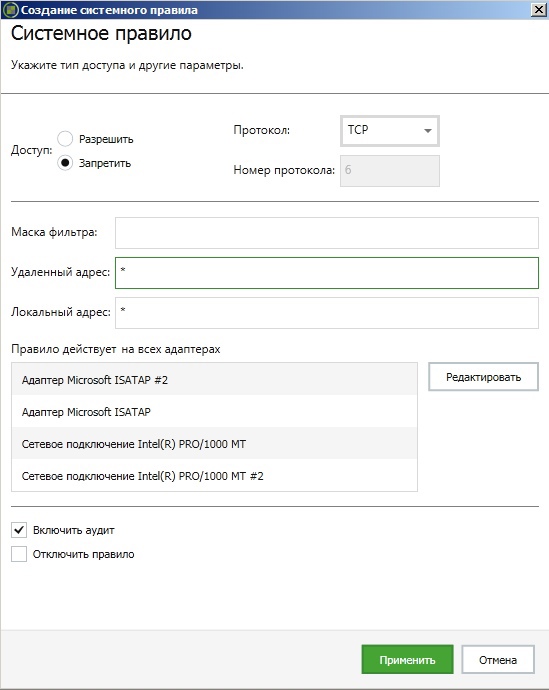 Создание системного правила
Системное правило
Укажите тип доступа и другие параметры.
Доступ:
Разрешить
Запретить
Протокол: TCP
Номер протокола: 6
Маска фильтра:
Удаленный адрес: *
Локальный адрес: *
Правило действует на всех адаптерах
Адаптер Microsoft ISATAP #2
Редактировать
Адаптер Microsoft ISATAP
Сетевое подключение Intel(R) PRO/1000 MT
Сетевое подключение Intel(R) PRO/1000 MT #2
Включить аудит
Отключить правило
Применить
Отмена